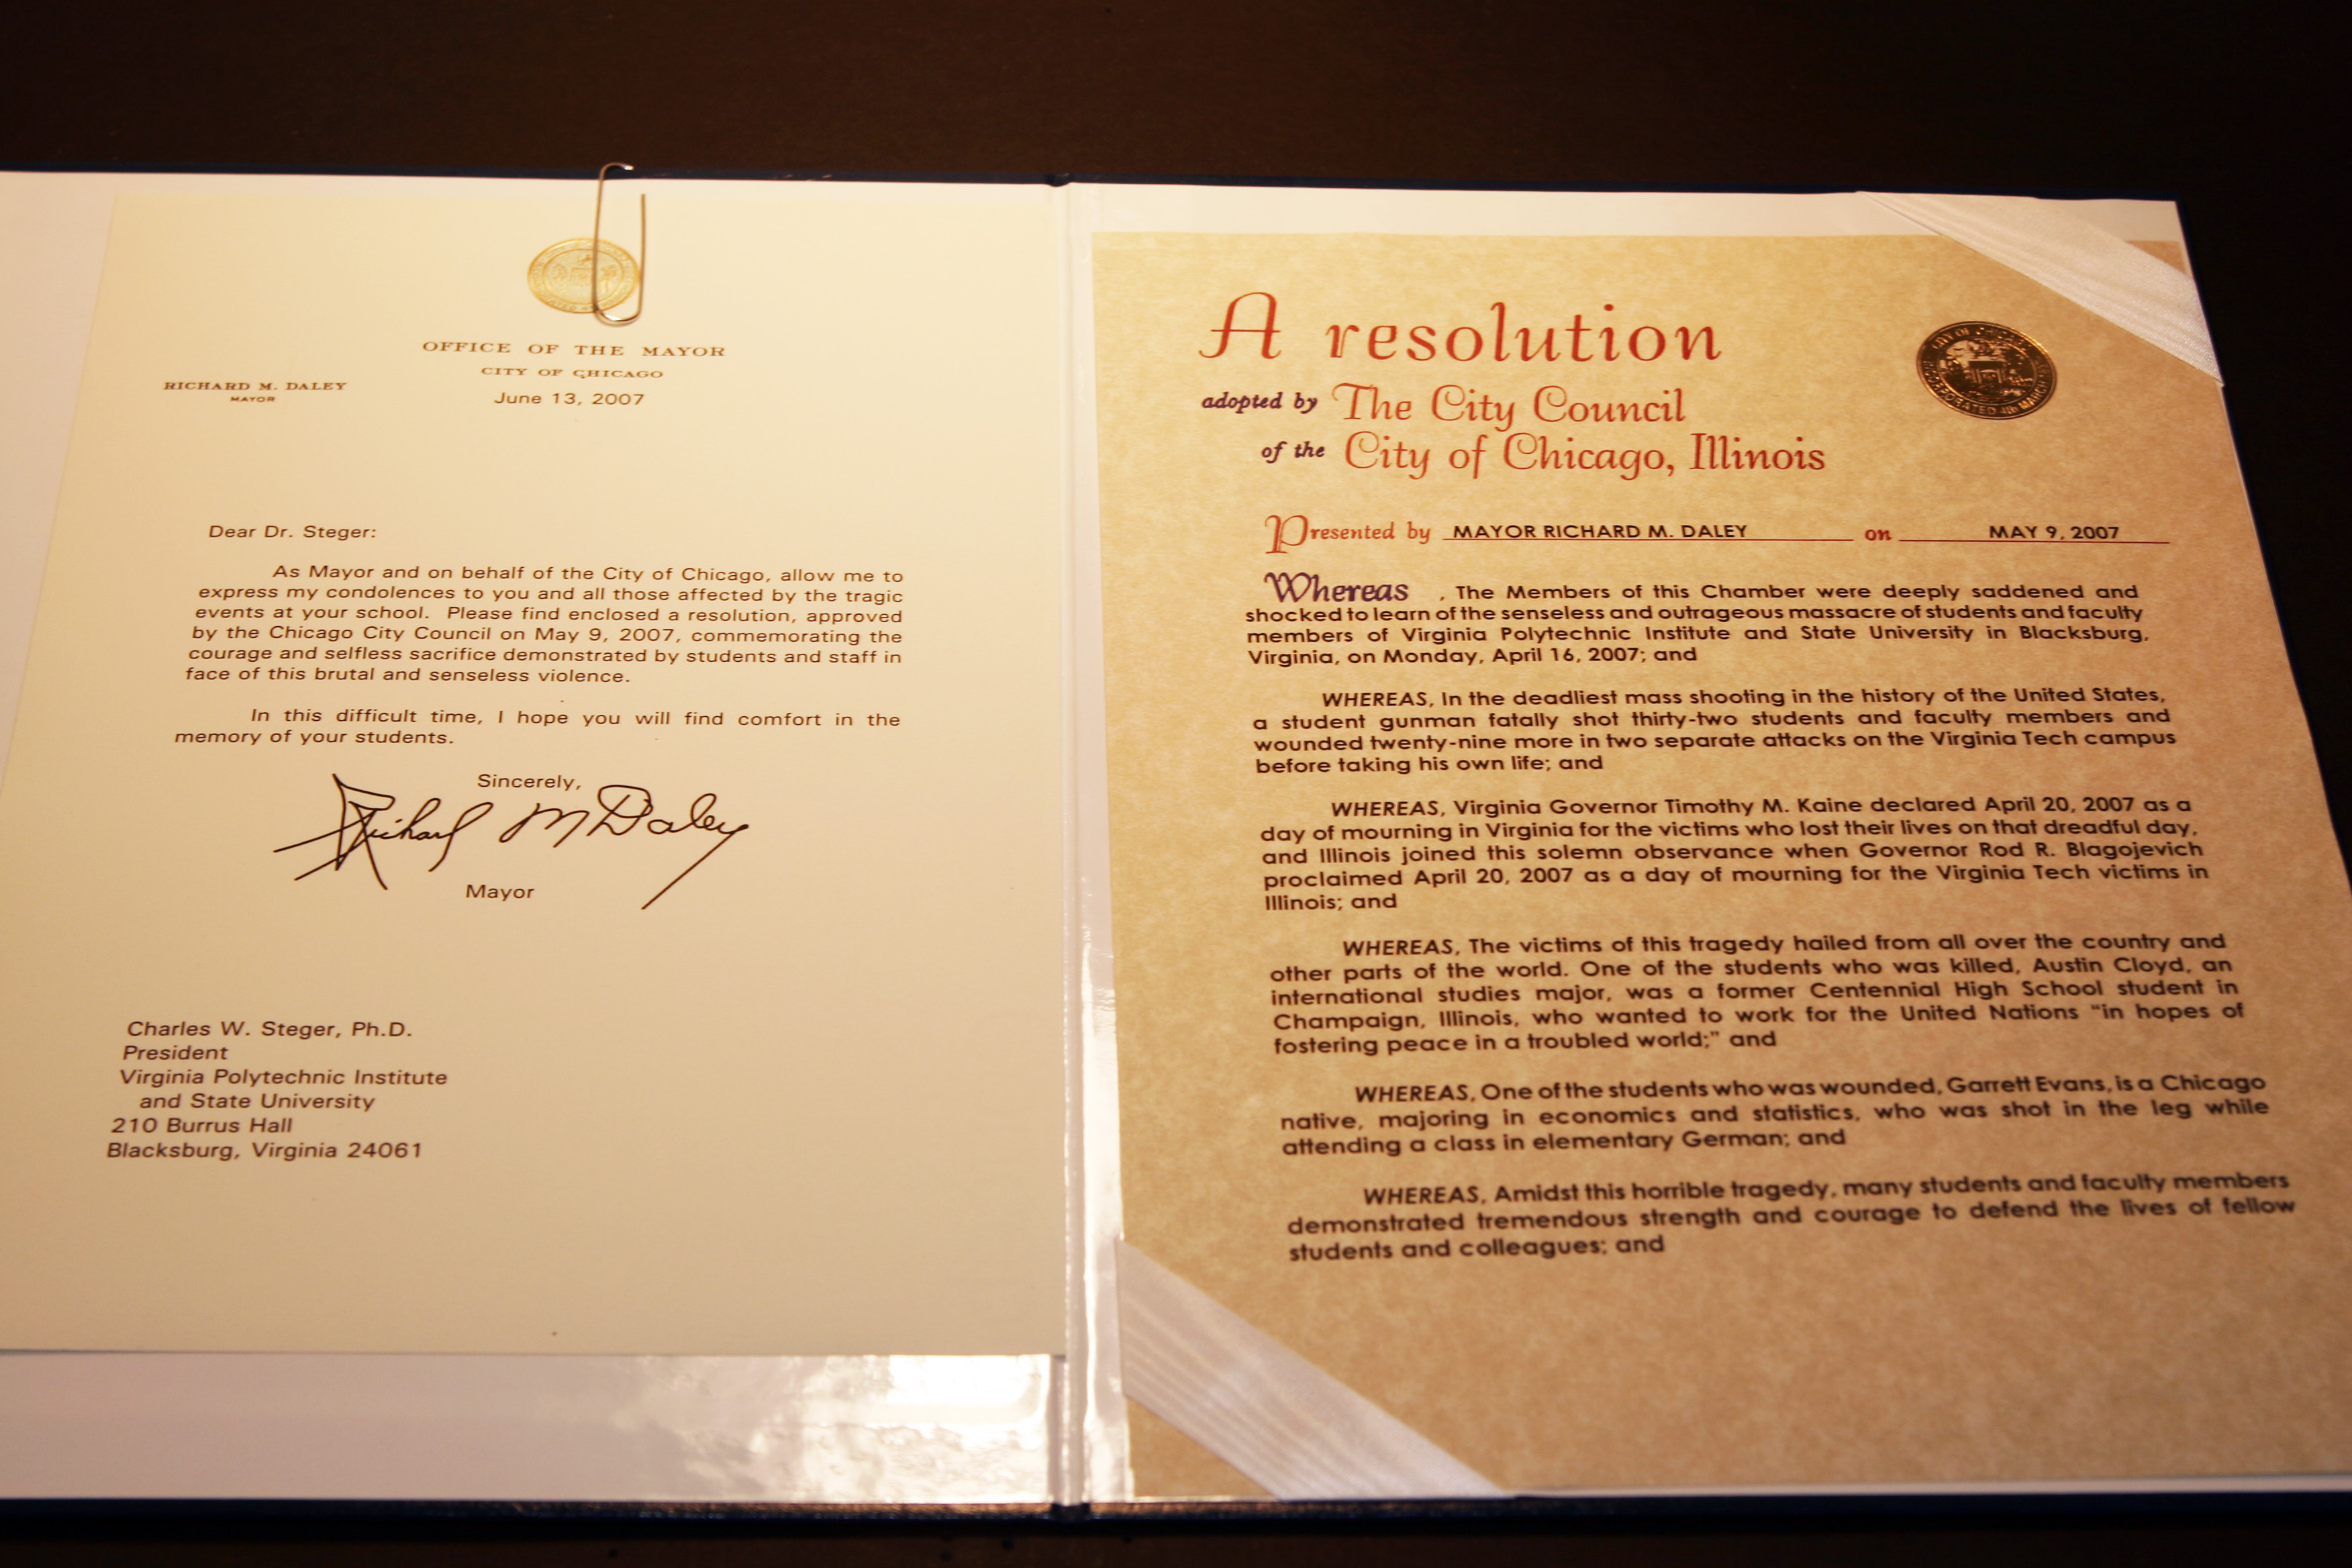 OFFICE OF THE MAYOR
CITY OF CHICAGO
RICHARD M. DALEY
MAYOR
June 13, 2007
Dear Dr. Steger:
As Mayor and on behalf of the City of Chicago, allow me to
express my condolences to you and all those affected by the tragic
events at your school. Please find enclosed a resolution, approved
by the Chicago City Council on May 9, 2007, commemorating the
courage and selfless sacrifice demonstrated by students and staff in
face of this brutal and senseless violence.
In this difficult time, I hope you will find comfort in the
memory of your students.
Sincerely,
Richard M Daley
Mayor
Charles W. Steger, Ph.D.
President
Virginia Polytechnic Institute
and State University
210 Burrus Hall
Blacksburg, Virginia 24061
A resolution
adopted by The City Council
of the City of Chicago, Illinois
CITY OF CHICAGO
INCORPORATED 4th MARCH
Presented by MAYOR RICHARD M. DALEY on MAY 9, 2007
Whereas , The Members of this Chamber were deeply saddened and
shocked to learn of the senseless and outrageous massacre of students and faculty
members of Virginia Polytechnic Institute and State University in Blacksburg,
Virginia, on Monday, April 16, 2007; and
WHEREAS, In the deadliest mass shooting in the history of the United States,
a student gunman fatally shot thirty-two students and faculty members and
wounded twenty-nine more in two separate attacks on the Virginia Tech campus
before taking his own life; and
WHEREAS, Virginia Governor Timothy M. Kaine declared April 20, 2007 as a
day of mourning in Virginia for the victims who lost their lives on that dreadful day,
and Illinois joined this solemn observance when Governor Rod R. Blagojevich
proclaimed April 20, 2007 as a day of mourning for the Virginia Tech victims in
Illinois; and
WHEREAS, The victims of this tragedy hailed from all over the country and
other parts of the world. One of the students who was killed, Austin Cloyd, an
international studies major, was a former Centennial High School student in
Champaign, Illinois, who wanted to work for the United Nations "in hopes of
fostering peace in a troubled world;" and
WHEREAS, One of the students who was wounded, Garrett Evans, is a Chicago
native, majoring in economics and statistics, who was shot in the leg while
attending a class in elementary German; and
WHEREAS, Amidst this horrible tragedy, many students and faculty members
demonstrated tremendous strength and courage to defend the lives of fellow
students and colleagues; and